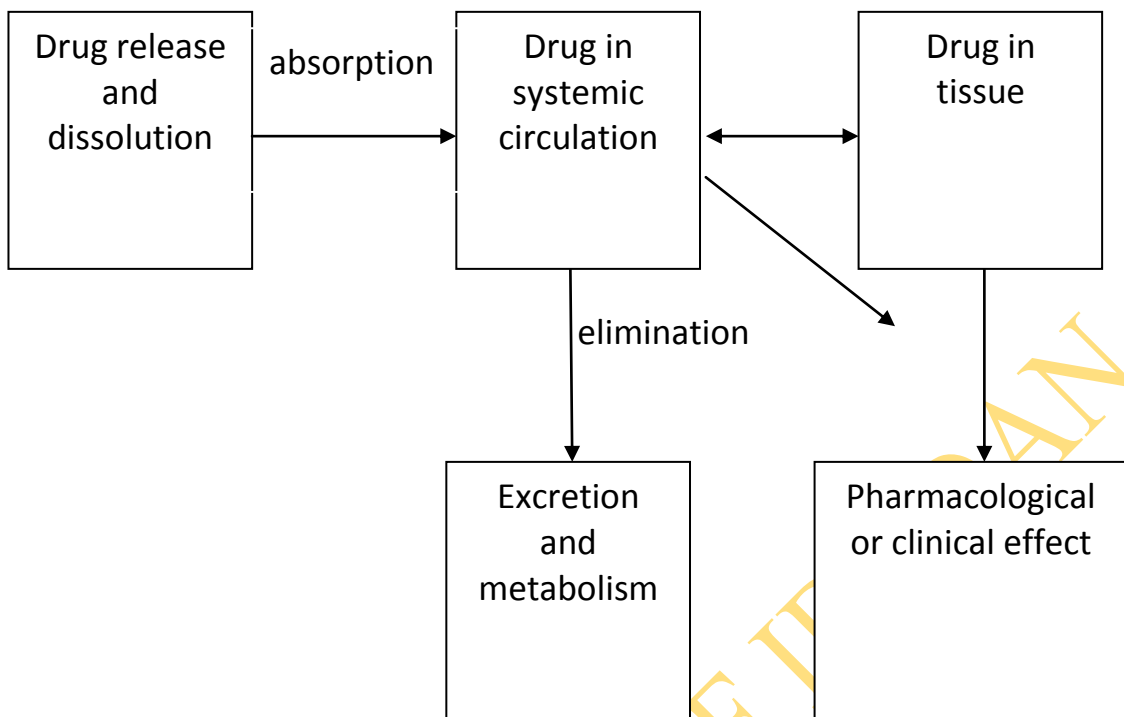 Drug release
and
dissolution
absorption
Drug in
systemic
circulation
Drug in
tissue
elimination
Excretion
and
metabolism
Pharmacological
or clinical effect